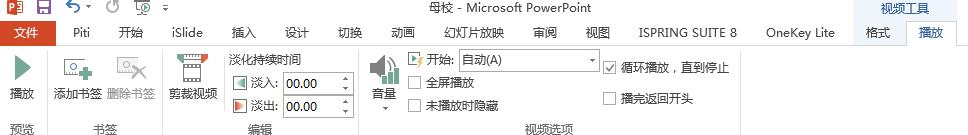 母校 - Microsoft PowerPoint
视频工具
文件 Piti 开始 iSlide 插入 设计 切换 动画 幻灯片放映 审阅 视图 ISPRING SUITE 8 OneKey Lite 格式 播放
淡化持续时间
开始: 自动(A)
循环播放，直到停止
淡入: 00.00
全屏播放
播放 添加书签 删除书签 剪裁视频 音量
播完返回开头
淡出: 00.00
未播放时隐藏
预览 书签 编辑 视频选项